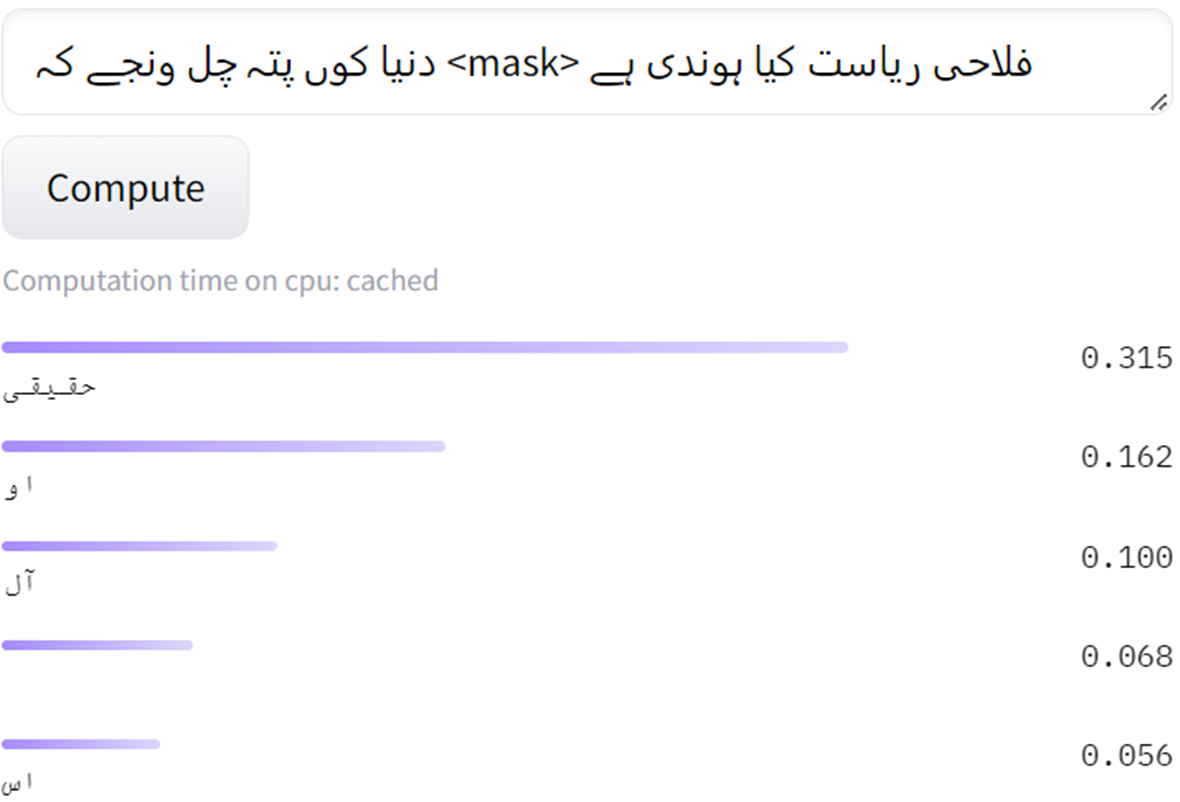 دنیا کوں پتہ چل ونجے کہ <mask> فلاحی ریاست کیا ہوندی ہے
Compute
Computation time on cpu: cached
حقیقی 0.315
او 0.162
آل 0.100
0.068
اس 0.056